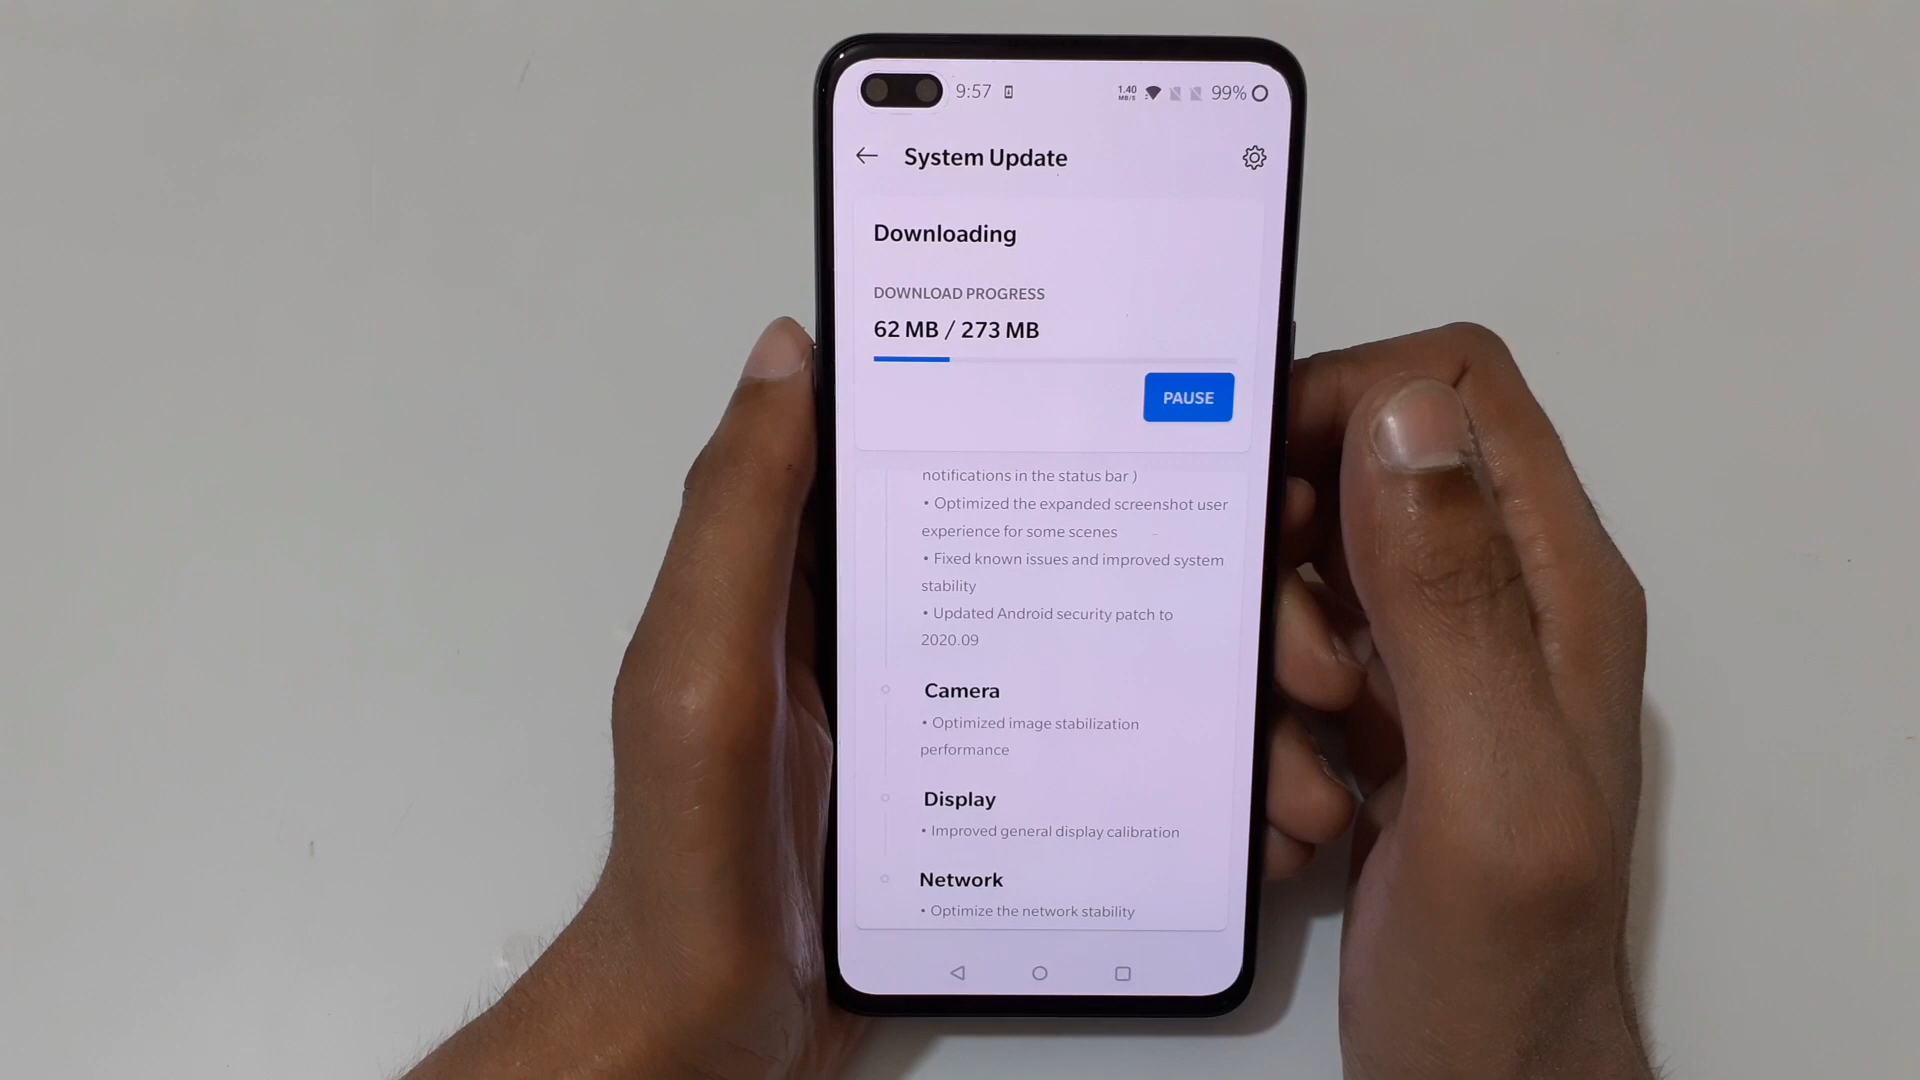 9:57
1.40
MB/S
99%
System Update
Downloading
DOWNLOAD PROGRESS
62 MB / 273 MB
PAUSE
notifications in the status bar )
• Optimized the expanded screenshot user
experience for some scenes
• Fixed known issues and improved system
stability
• Updated Android security patch to
2020.09
Camera
• Optimized image stabilization
performance
Display
• Improved general display calibration
Network
• Optimize the network stability